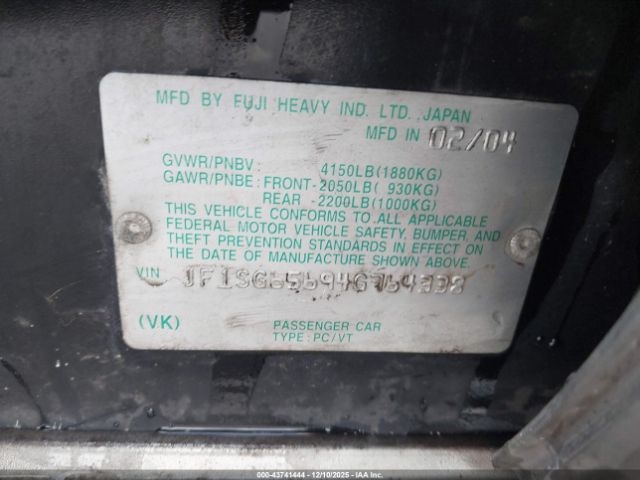 MFD BY FUJI HEAVY IND. LTD. JAPAN
MFD IN 02/04
GVWR/PNBV: 4150LB(1880KG)
GAWR/PNBE: FRONT-2050LB( 930KG)
REAR -2200LB(1000KG)
THIS VEHICLE CONFORMS TO ALL APPLICABLE
FEDERAL MOTOR VEHICLE SAFETY, BUMPER, AND
THEFT PREVENTION STANDARDS IN EFFECT ON
THE DATE OF MANUFACTURE SHOWN ABOVE.
VIN JF1SG65694G764338
(VK) PASSENGER CAR
TYPE: PC/VT
000-43741444 - 12/10/2025 - IAAI.COM